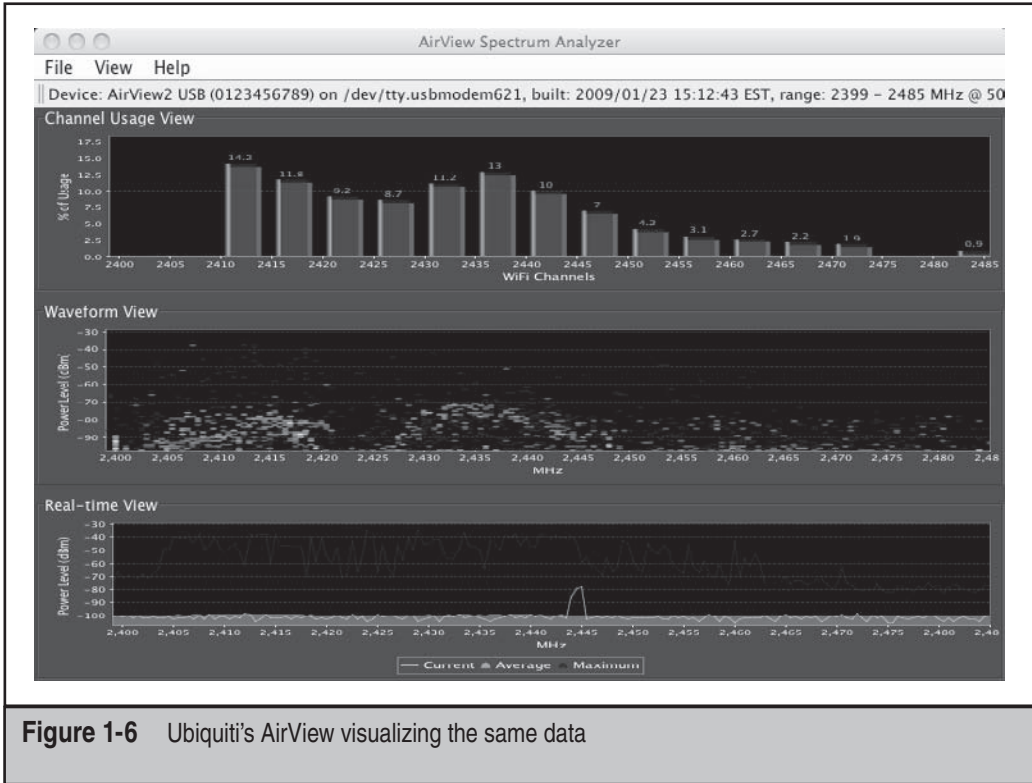 AirView Spectrum Analyzer
File View Help
Device: AirView2 USB (0123456789) on /dev/tty.usbmodem621, built: 2009/01/23 15:12:43 EST, range: 2399 - 2485 MHz @ 50
Channel Usage View
17.5
15.0
12.5
10.0
7.5
5.0
2.5
0.0
% of Usage
14.2 11.8 9.2 8.7 11.2 13 10 7 4.2 3.1 2.7 2.2 1.9 0.9
2400 2405 2410 2415 2420 2425 2430 2435 2440 2445 2450 2455 2460 2465 2470 2475 2480 2485
WiFi Channels
Waveform View
-30
-40
-50
-60
-70
-80
-90
Power Level (dBm)
2,400 2,405 2,410 2,415 2,420 2,425 2,430 2,435 2,440 2,445 2,450 2,455 2,460 2,465 2,470 2,475 2,480 2,48
MHz
Real-time View
-30
-40
-50
-60
-70
-80
-90
-100
Power Level (dBm)
2,400 2,405 2,410 2,415 2,420 2,425 2,430 2,435 2,440 2,445 2,450 2,455 2,460 2,465 2,470 2,475 2,480 2,48
MHz
Current Average Maximum
Figure 1-6 Ubiquiti's AirView visualizing the same data